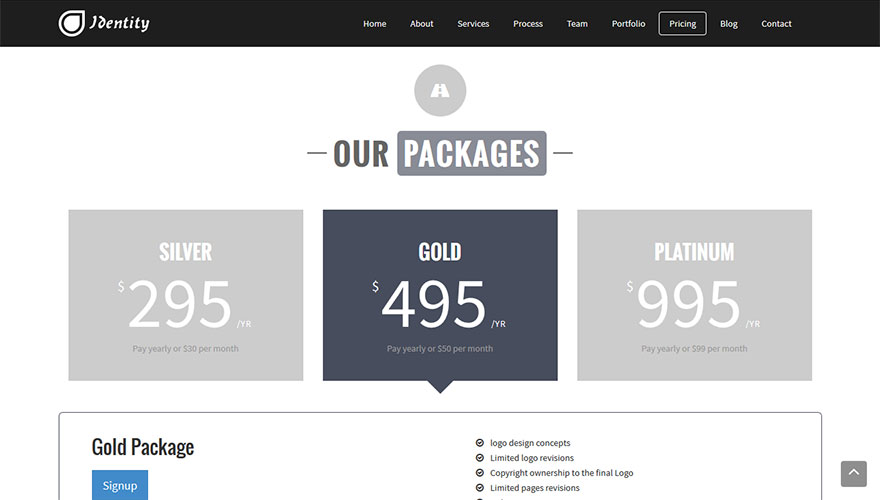 Identity
Home About Services Process Team Portfolio Pricing Blog Contact
OUR PACKAGES
SILVER
$295 /YR
Pay yearly or $30 per month
GOLD
$495 /YR
Pay yearly or $50 per month
PLATINUM
$995 /YR
Pay yearly or $99 per month
Gold Package
Signup
logo design concepts
Limited logo revisions
Copyright ownership to the final Logo
Limited pages revisions